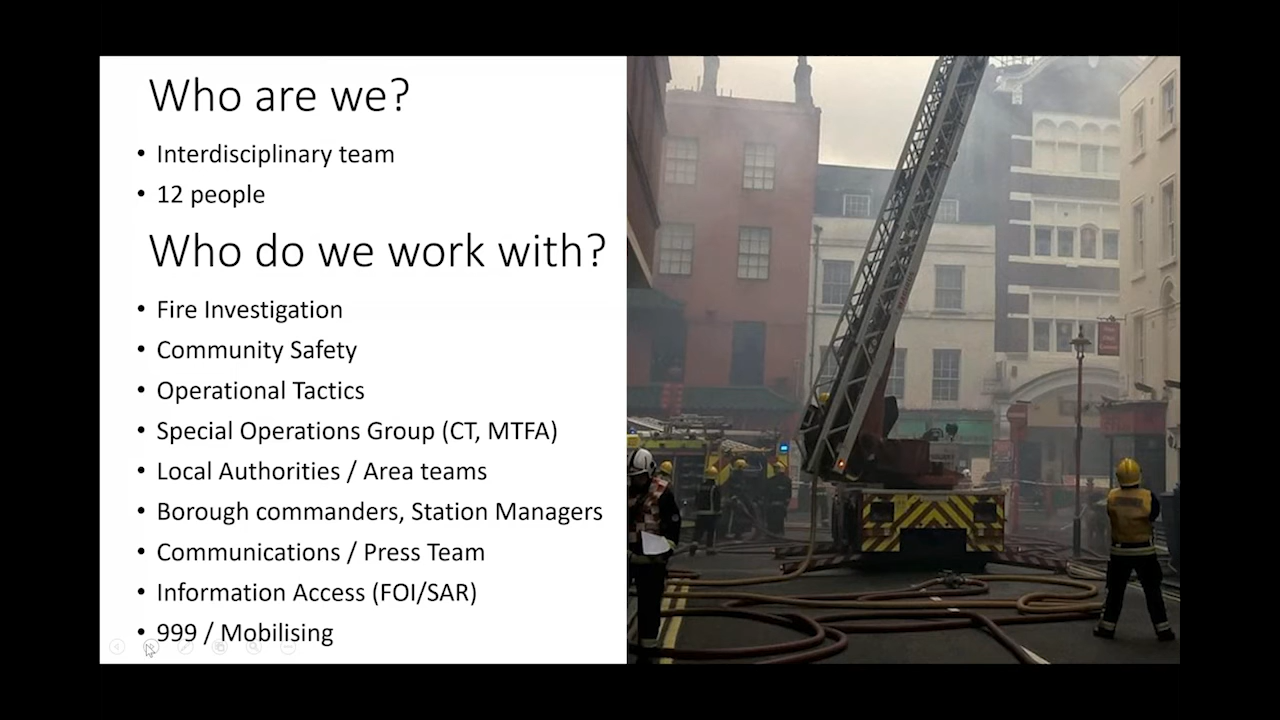 Who are we?
• Interdisciplinary team
• 12 people
Who do we work with?
• Fire Investigation
• Community Safety
• Operational Tactics
• Special Operations Group (CT, MTFA)
• Local Authorities / Area teams
• Borough commanders, Station Managers
• Communications / Press Team
• Information Access (FOI/SAR)
• 999 / Mobilising